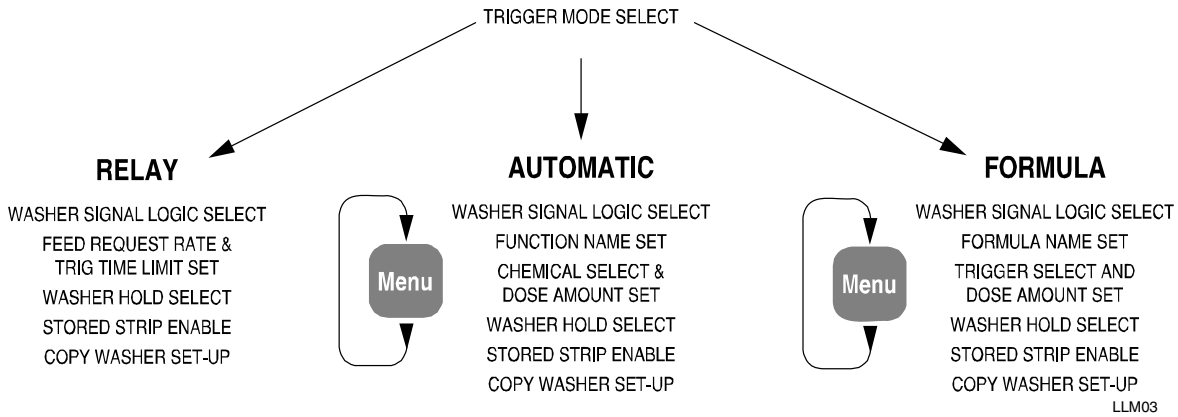 TRIGGER MODE SELECT
RELAY
WASHER SIGNAL LOGIC SELECT
FEED REQUEST RATE &
TRIG TIME LIMIT SET
WASHER HOLD SELECT
STORED STRIP ENABLE
COPY WASHER SET-UP
Menu
AUTOMATIC
WASHER SIGNAL LOGIC SELECT
FUNCTION NAME SET
CHEMICAL SELECT &
DOSE AMOUNT SET
WASHER HOLD SELECT
STORED STRIP ENABLE
COPY WASHER SET-UP
Menu
FORMULA
WASHER SIGNAL LOGIC SELECT
FORMULA NAME SET
TRIGGER SELECT AND
DOSE AMOUNT SET
WASHER HOLD SELECT
STORED STRIP ENABLE
COPY WASHER SET-UP
LLM03